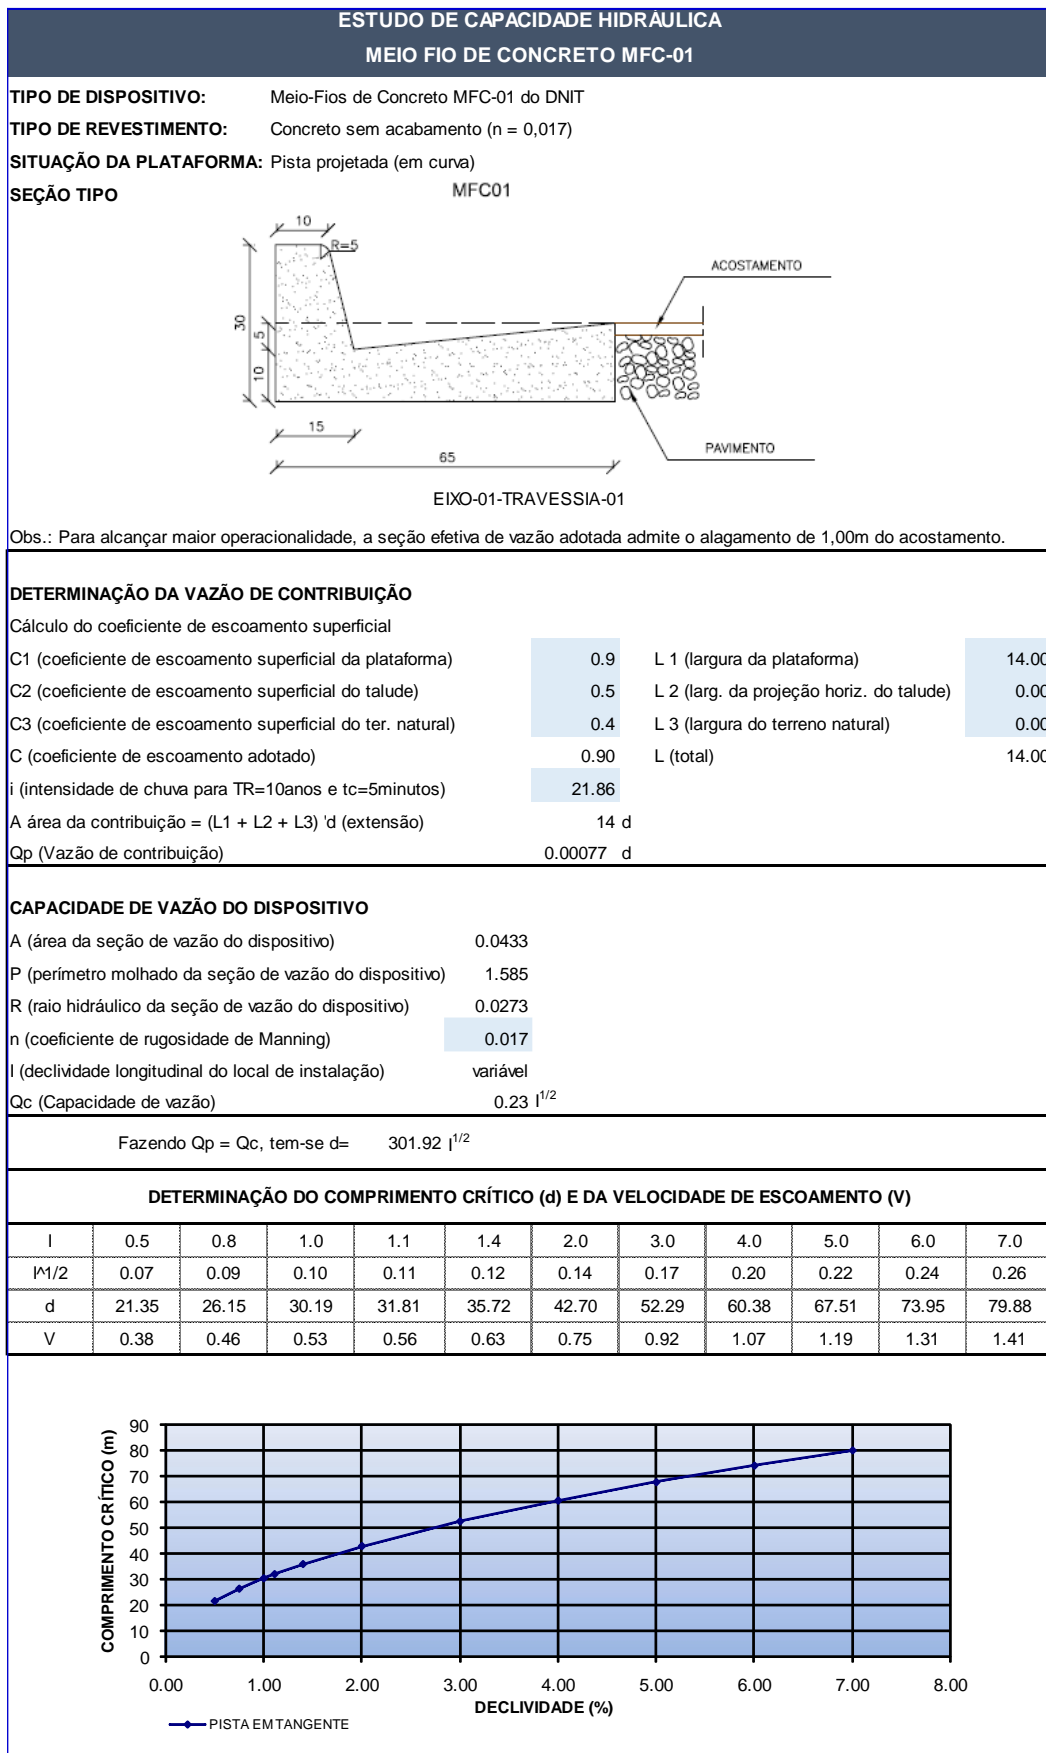 ESTUDO DE CAPACIDADE HIDRÁULICA
MEIO FIO DE CONCRETO MFC-01
TIPO DE DISPOSITIVO: Meio-Fios de Concreto MFC-01 do DNIT
TIPO DE REVESTIMENTO: Concreto sem acabamento (n = 0,017)
SITUAÇÃO DA PLATAFORMA: Pista projetada (em curva)
SEÇÃO TIPO MFC01
10
R=5
ACOSTAMENTO
30
5
10
15
65
PAVIMENTO
EIXO-01-TRAVESSIA-01
Obs.: Para alcançar maior operacionalidade, a seção efetiva de vazão adotada admite o alagamento de 1,00m do acostamento.
DETERMINAÇÃO DA VAZÃO DE CONTRIBUIÇÃO
Cálculo do coeficiente de escoamento superficial
C1 (coeficiente de escoamento superficial da plataforma) 0.9 L 1 (largura da plataforma) 14.00
C2 (coeficiente de escoamento superficial do talude) 0.5 L 2 (larg. da projeção horiz. do talude) 0.00
C3 (coeficiente de escoamento superficial do ter. natural) 0.4 L 3 (largura do terreno natural) 0.00
C (coeficiente de escoamento adotado) 0.90 L (total) 14.00
i (intensidade de chuva para TR=10anos e tc=5minutos) 21.86
A área da contribuição = (L1 + L2 + L3) 'd (extensão) 14 d
Qp (Vazão de contribuição) 0.00077 d
CAPACIDADE DE VAZÃO DO DISPOSITIVO
A (área da seção de vazão do dispositivo) 0.0433
P (perímetro molhado da seção de vazão do dispositivo) 1.585
R (raio hidráulico da seção de vazão do dispositivo) 0.0273
n (coeficiente de rugosidade de Manning) 0.017
I (declividade longitudinal do local de instalação) variável
Qc (Capacidade de vazão) 0.23 I^1/2
Fazendo Qp = Qc, tem-se d= 301.92 I^1/2
DETERMINAÇÃO DO COMPRIMENTO CRÍTICO (d) E DA VELOCIDADE DE ESCOAMENTO (V)
I 0.5 0.8 1.0 1.1 1.4 2.0 3.0 4.0 5.0 6.0 7.0
I^1/2 0.07 0.09 0.10 0.11 0.12 0.14 0.17 0.20 0.22 0.24 0.26
d 21.35 26.15 30.19 31.81 35.72 42.70 52.29 60.38 67.51 73.95 79.88
V 0.38 0.46 0.53 0.56 0.63 0.75 0.92 1.07 1.19 1.31 1.41
COMPRIMENTO CRÍTICO (m)
90
80
70
60
50
40
30
20
10
0
0.00 1.00 2.00 3.00 4.00 5.00 6.00 7.00 8.00
DECLIVIDADE (%)
PISTA EM TANGENTE